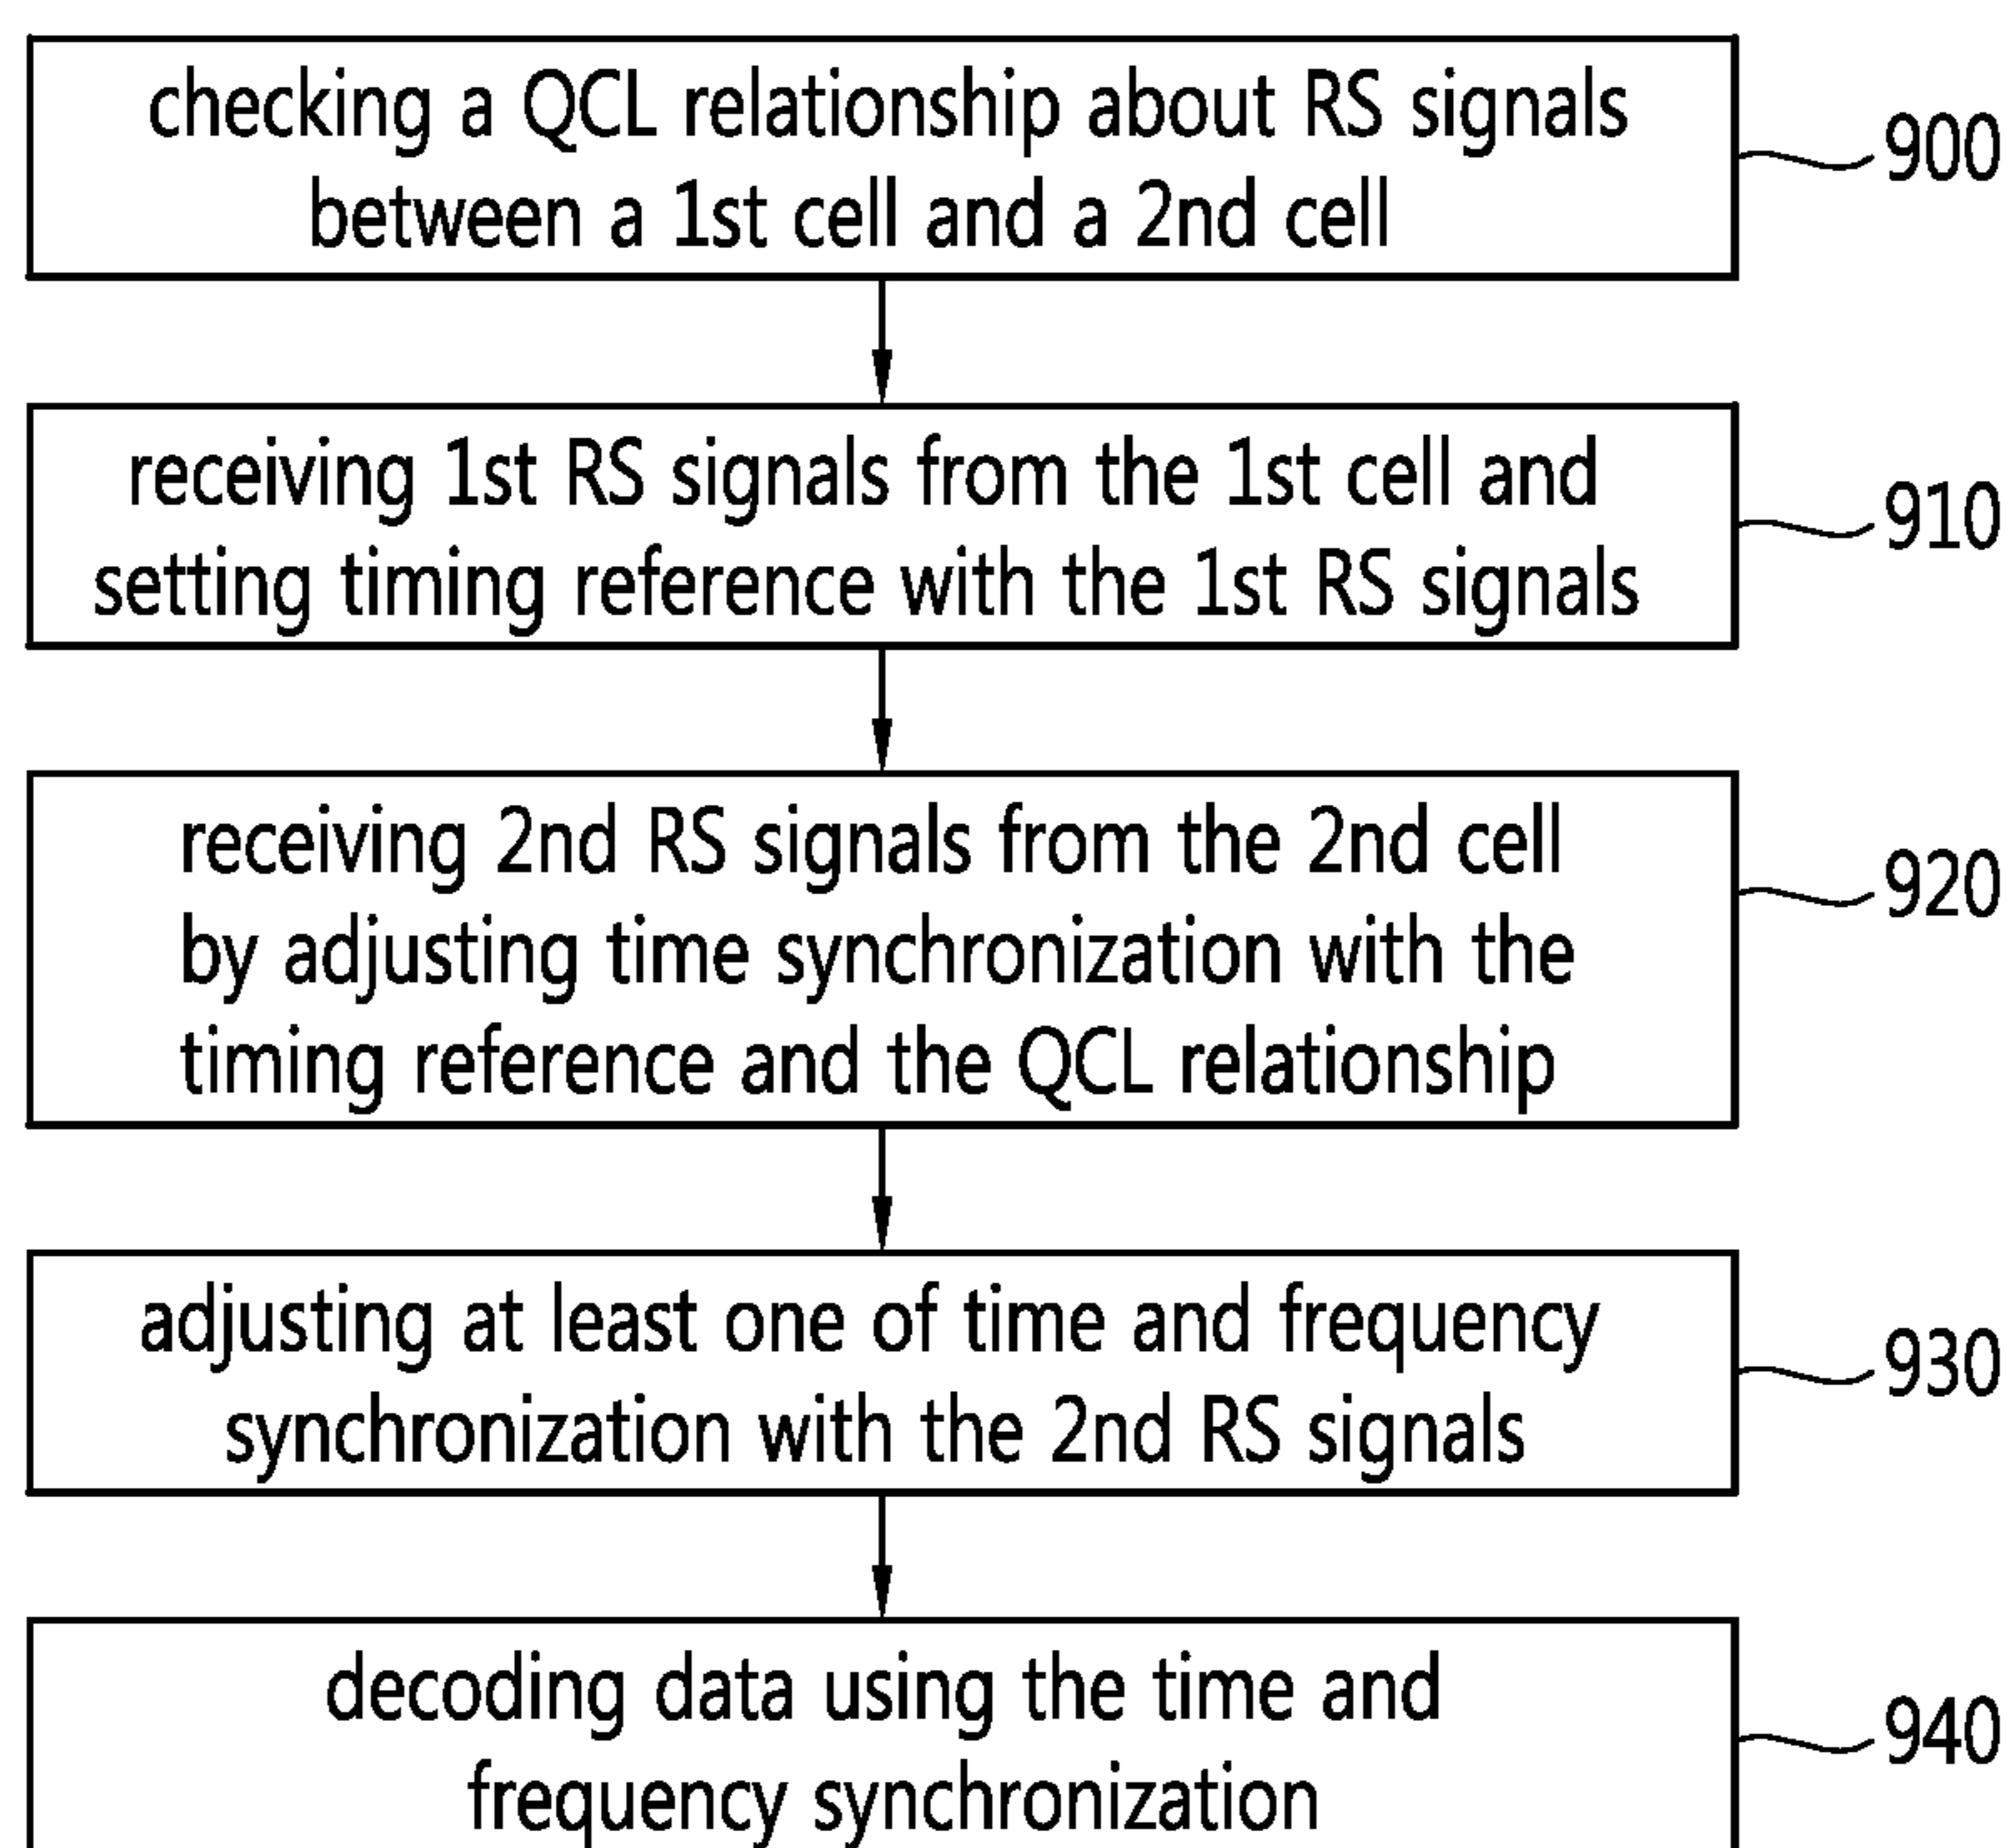 checking a QCL relationship about RS signals
between a 1st cell and a 2nd cell
900
receiving 1st RS signals from the 1st cell and
setting timing reference with the 1st RS signals
910
receiving 2nd RS signals from the 2nd cell
by adjusting time synchronization with the
timing reference and the QCL relationship
920
adjusting at least one of time and frequency
synchronization with the 2nd RS signals
930
decoding data using the time and
frequency synchronization
940